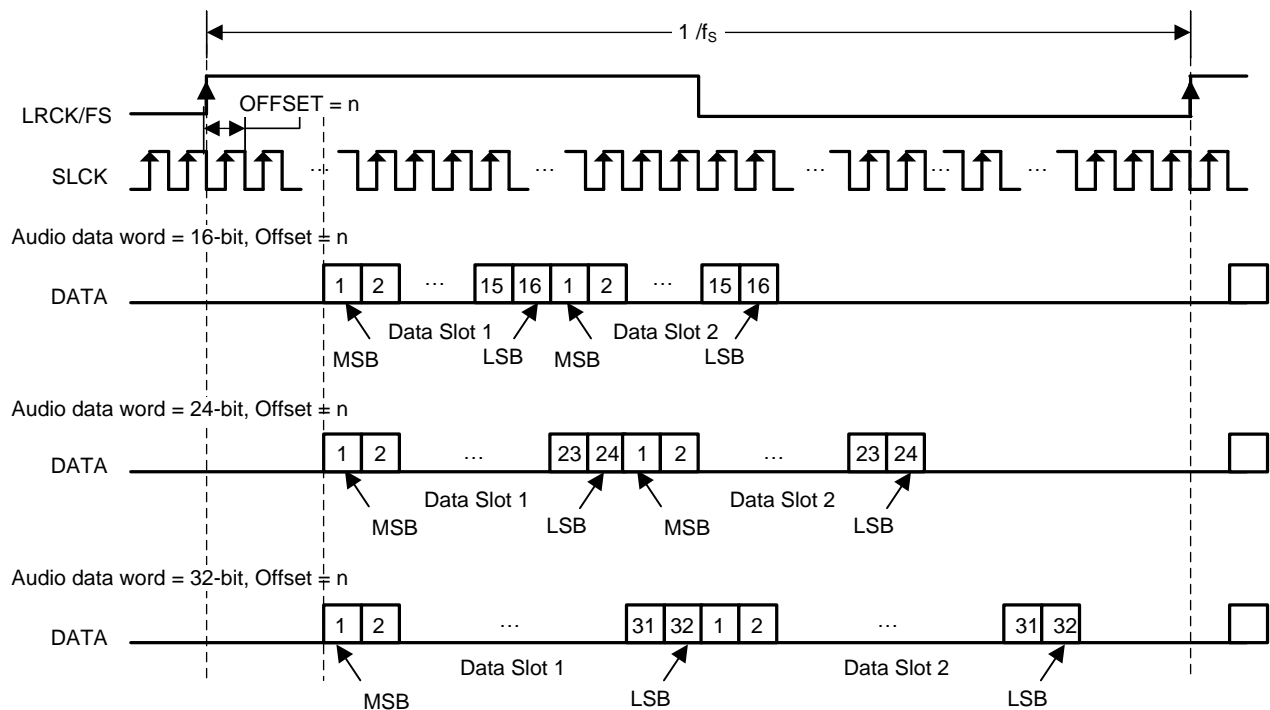 1 /fS
LRCK/FS
OFFSET = n
SLCK
… … … … …
Audio data word = 16-bit, Offset = n
DATA
1 2 … 15 16 1 2 … 15 16
Data Slot 1 Data Slot 2
MSB LSB MSB LSB
Audio data word = 24-bit, Offset = n
DATA
1 2 … 23 24 1 2 … 23 24
Data Slot 1 Data Slot 2
MSB LSB MSB LSB
Audio data word = 32-bit, Offset = n
DATA
1 2 … 31 32 1 2 … 31 32
Data Slot 1 Data Slot 2
MSB LSB LSB